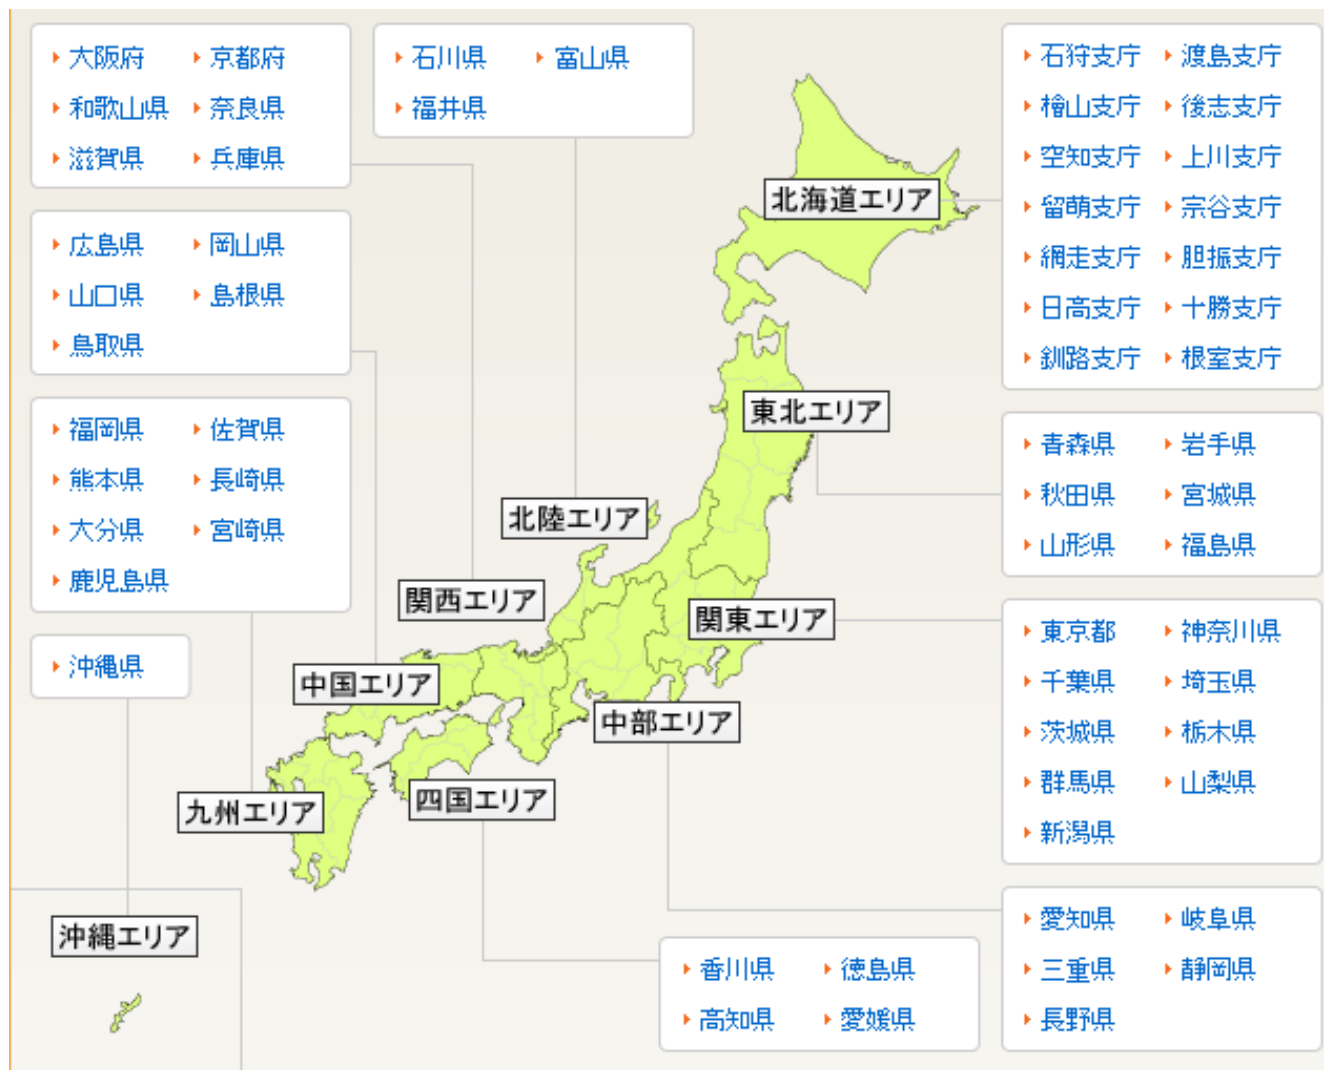 大阪府 京都府
和歌山県 奈良県
滋賀県 兵庫県
石川県 富山県
福井県
石狩支庁 渡島支庁
檜山支庁 後志支庁
空知支庁 上川支庁
留萌支庁 宗谷支庁
網走支庁 胆振支庁
日高支庁 十勝支庁
釧路支庁 根室支庁
北海道エリア
広島県 岡山県
山口県 島根県
鳥取県
東北エリア
福岡県 佐賀県
熊本県 長崎県
大分県 宮崎県
鹿児島県
青森県 岩手県
秋田県 宮城県
山形県 福島県
北陸エリア
関西エリア
関東エリア
東京都 神奈川県
千葉県 埼玉県
茨城県 栃木県
群馬県 山梨県
新潟県
沖縄県
中国エリア
中部エリア
四国エリア
九州エリア
沖縄エリア
愛知県 岐阜県
三重県 静岡県
長野県
香川県 徳島県
高知県 愛媛県